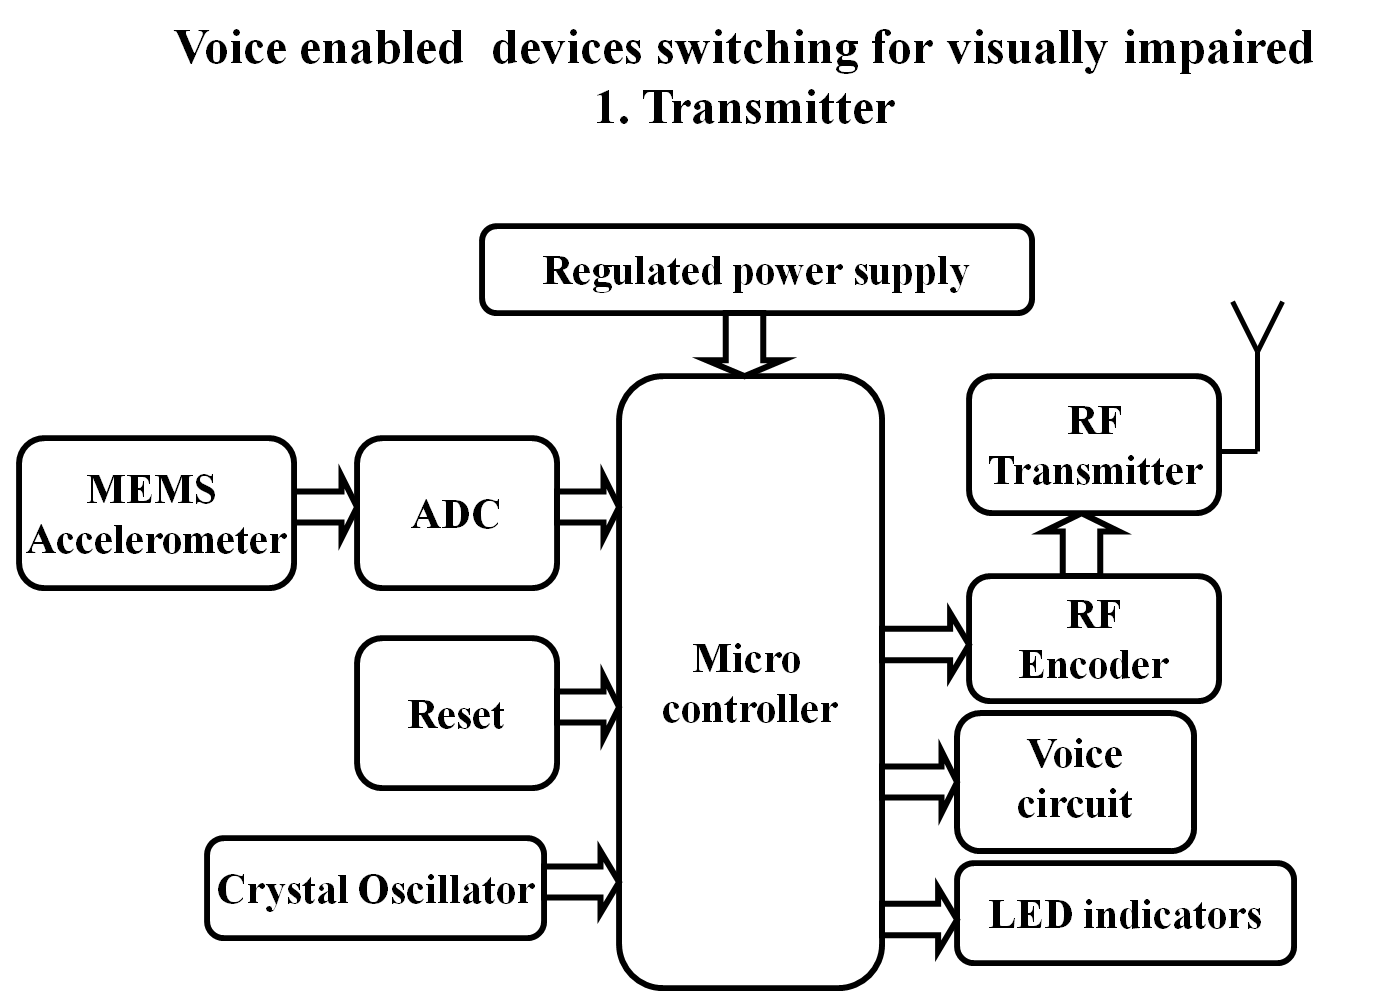 Voice enabled devices switching for visually impaired
1. Transmitter
Regulated power supply
RF
Transmitter
MEMS
Accelerometer
ADC
RF
Encoder
Micro
controller
Reset
Voice
circuit
Crystal Oscillator
LED indicators